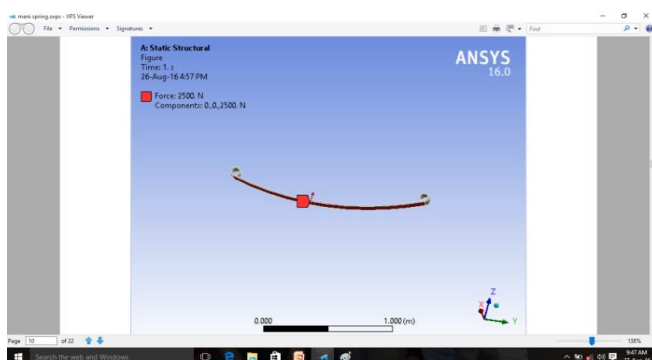 mani spring.oxps - XPS Viewer
File Permissions Signatures
Find
A: Static Structural
Figure
Time: 1. s
26-Aug-16 4:57 PM
Force: 2500. N
Components: 0.,0.,2500. N
ANSYS
16.0
Z
X
Y
0.000 1.000 (m)
Page 10 of 32
138%
Search the web and Windows
9:47 AM